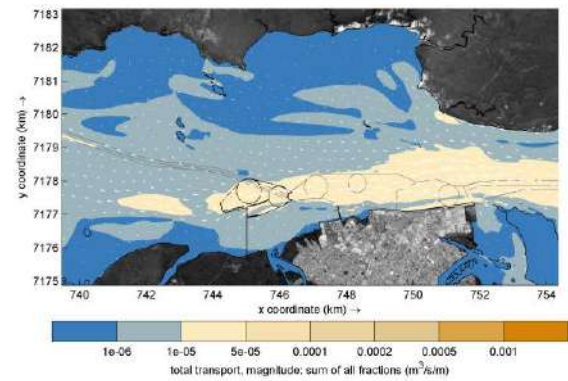 7183
7182
7181
7180
7179
7178
7177
7176
7175
y coordinate (km) →
740 742 744 746 748 750 752 754
x coordinate (km) →
1e-06 1e-05 5e-05 0.0001 0.0002 0.0005 0.001
total transport, magnitude: sum of all fractions (m³/s/m)